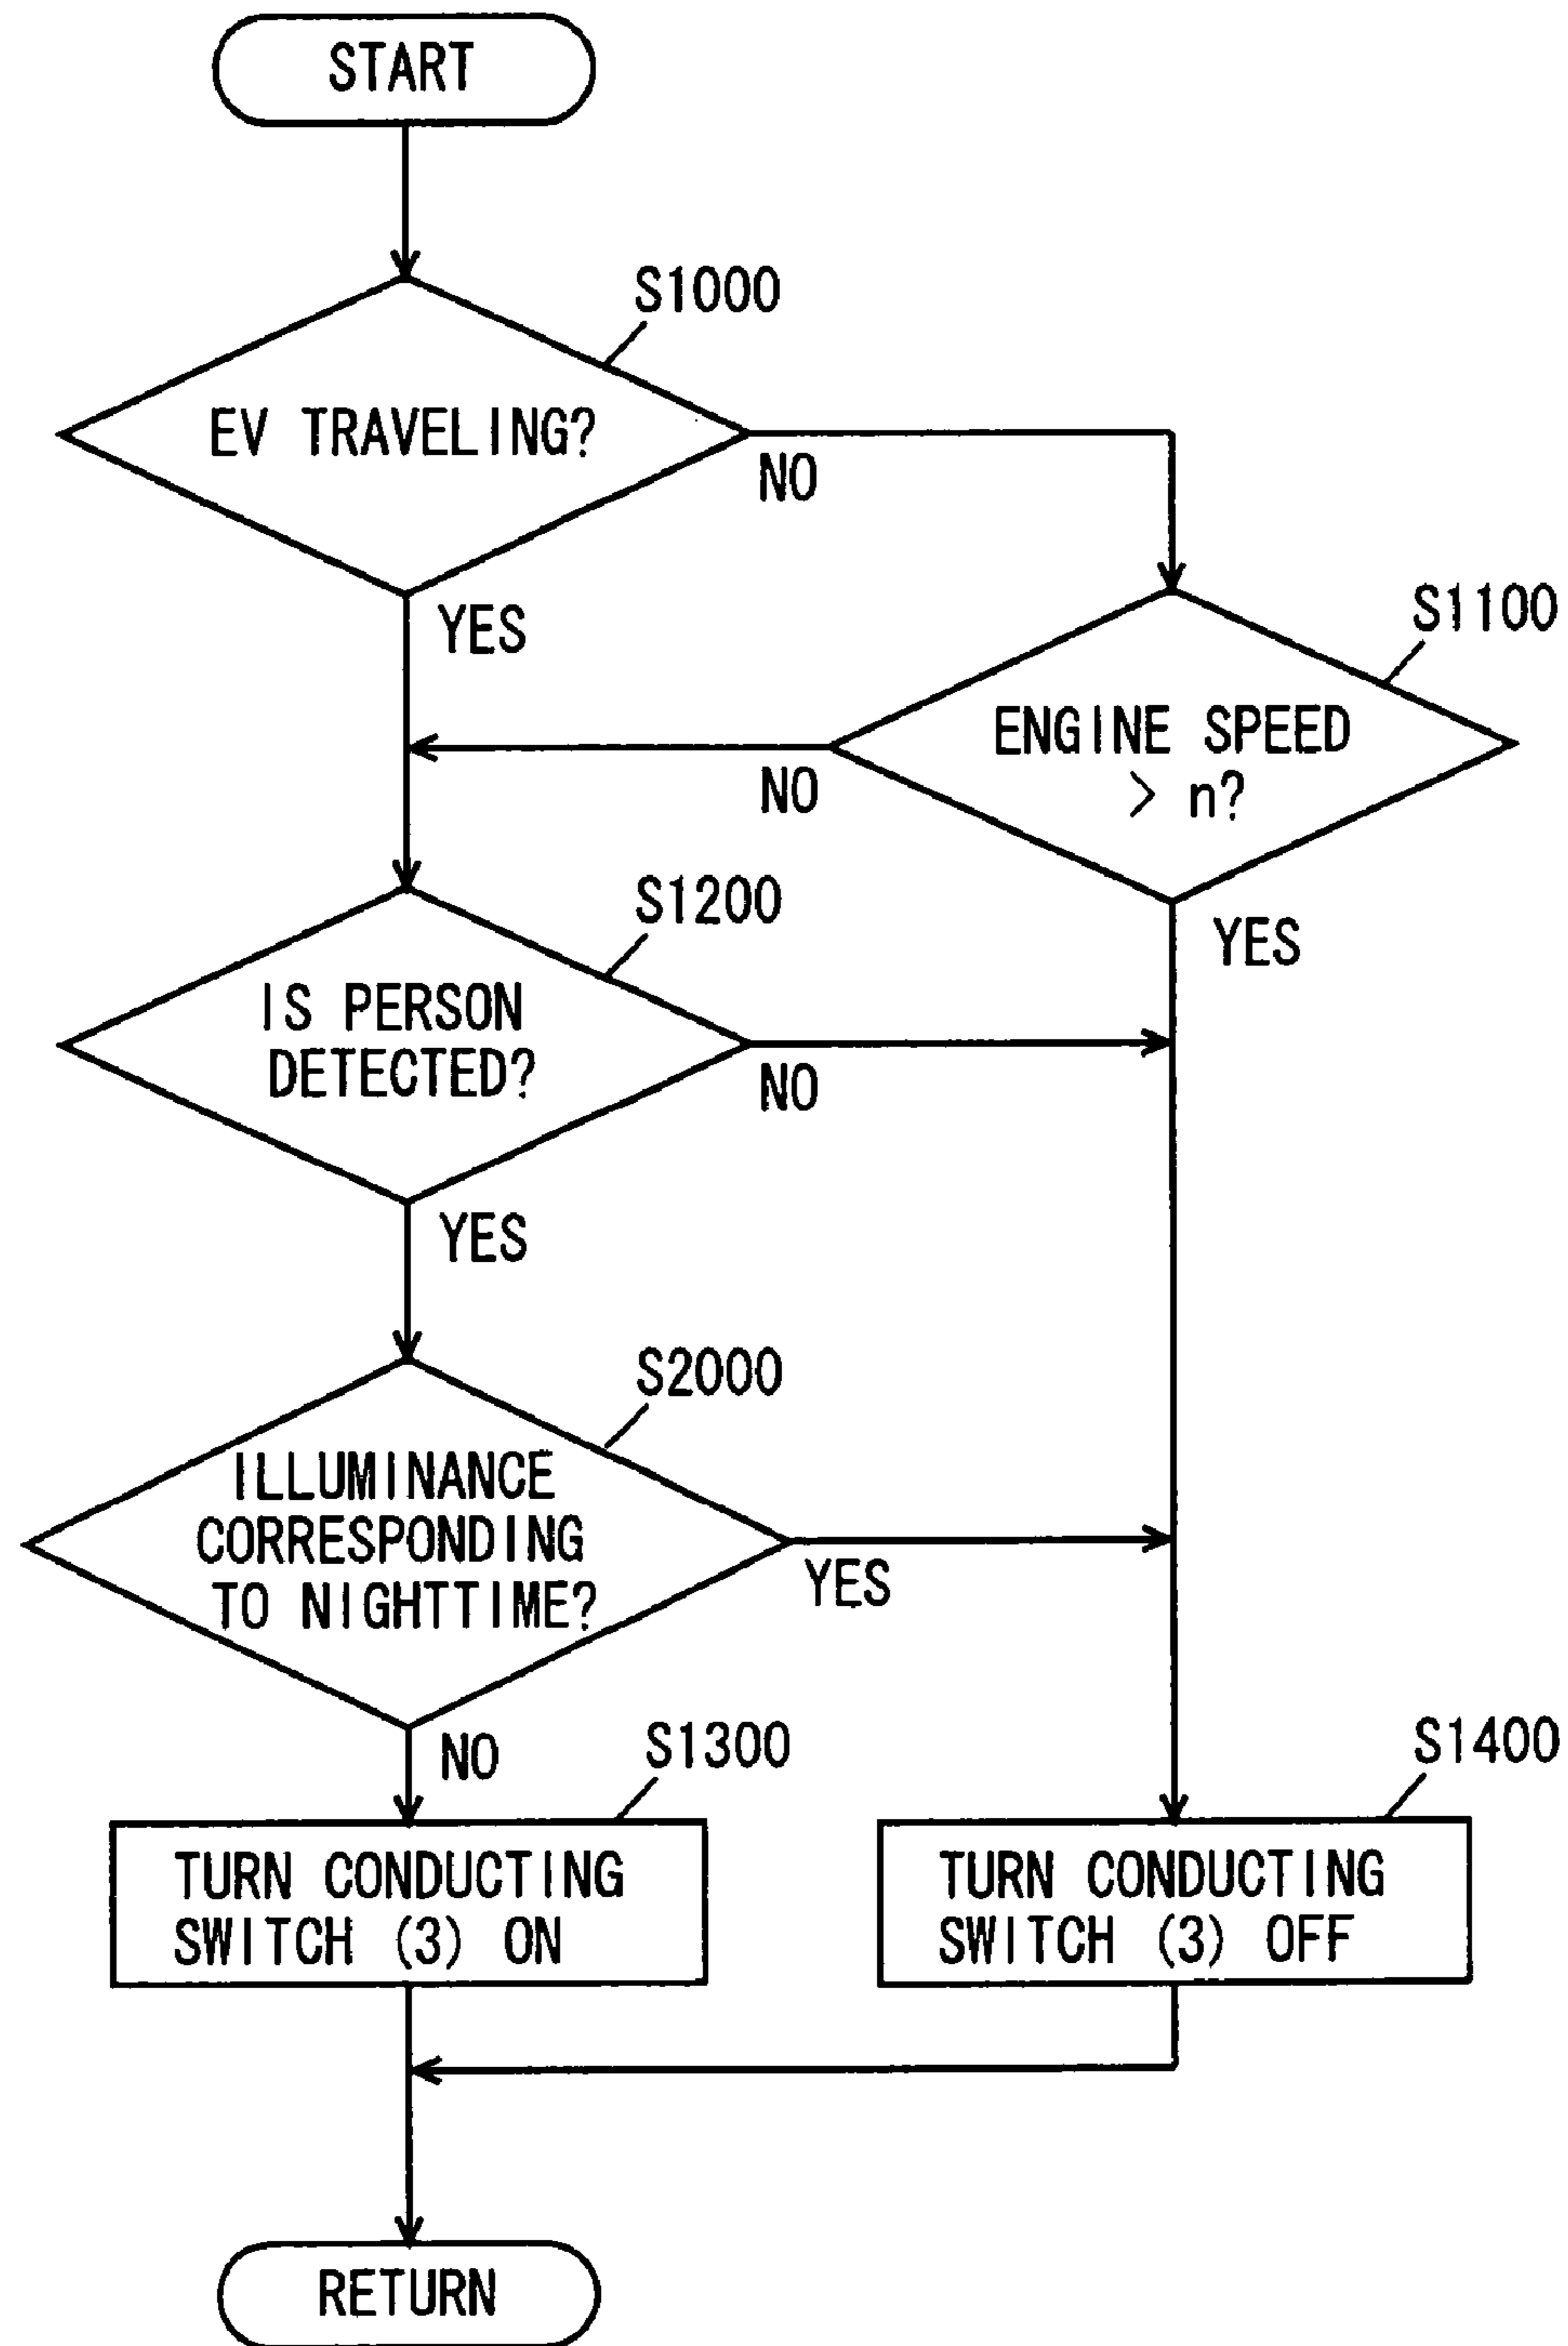 START
S1000
EV TRAVELING?
NO
YES
S1100
ENGINE SPEED
> n?
NO
YES
S1200
IS PERSON
DETECTED?
NO
YES
S2000
ILLUMINANCE
CORRESPONDING
TO NIGHTTIME?
YES
NO
S1300
TURN CONDUCTING
SWITCH (3) ON
S1400
TURN CONDUCTING
SWITCH (3) OFF
RETURN